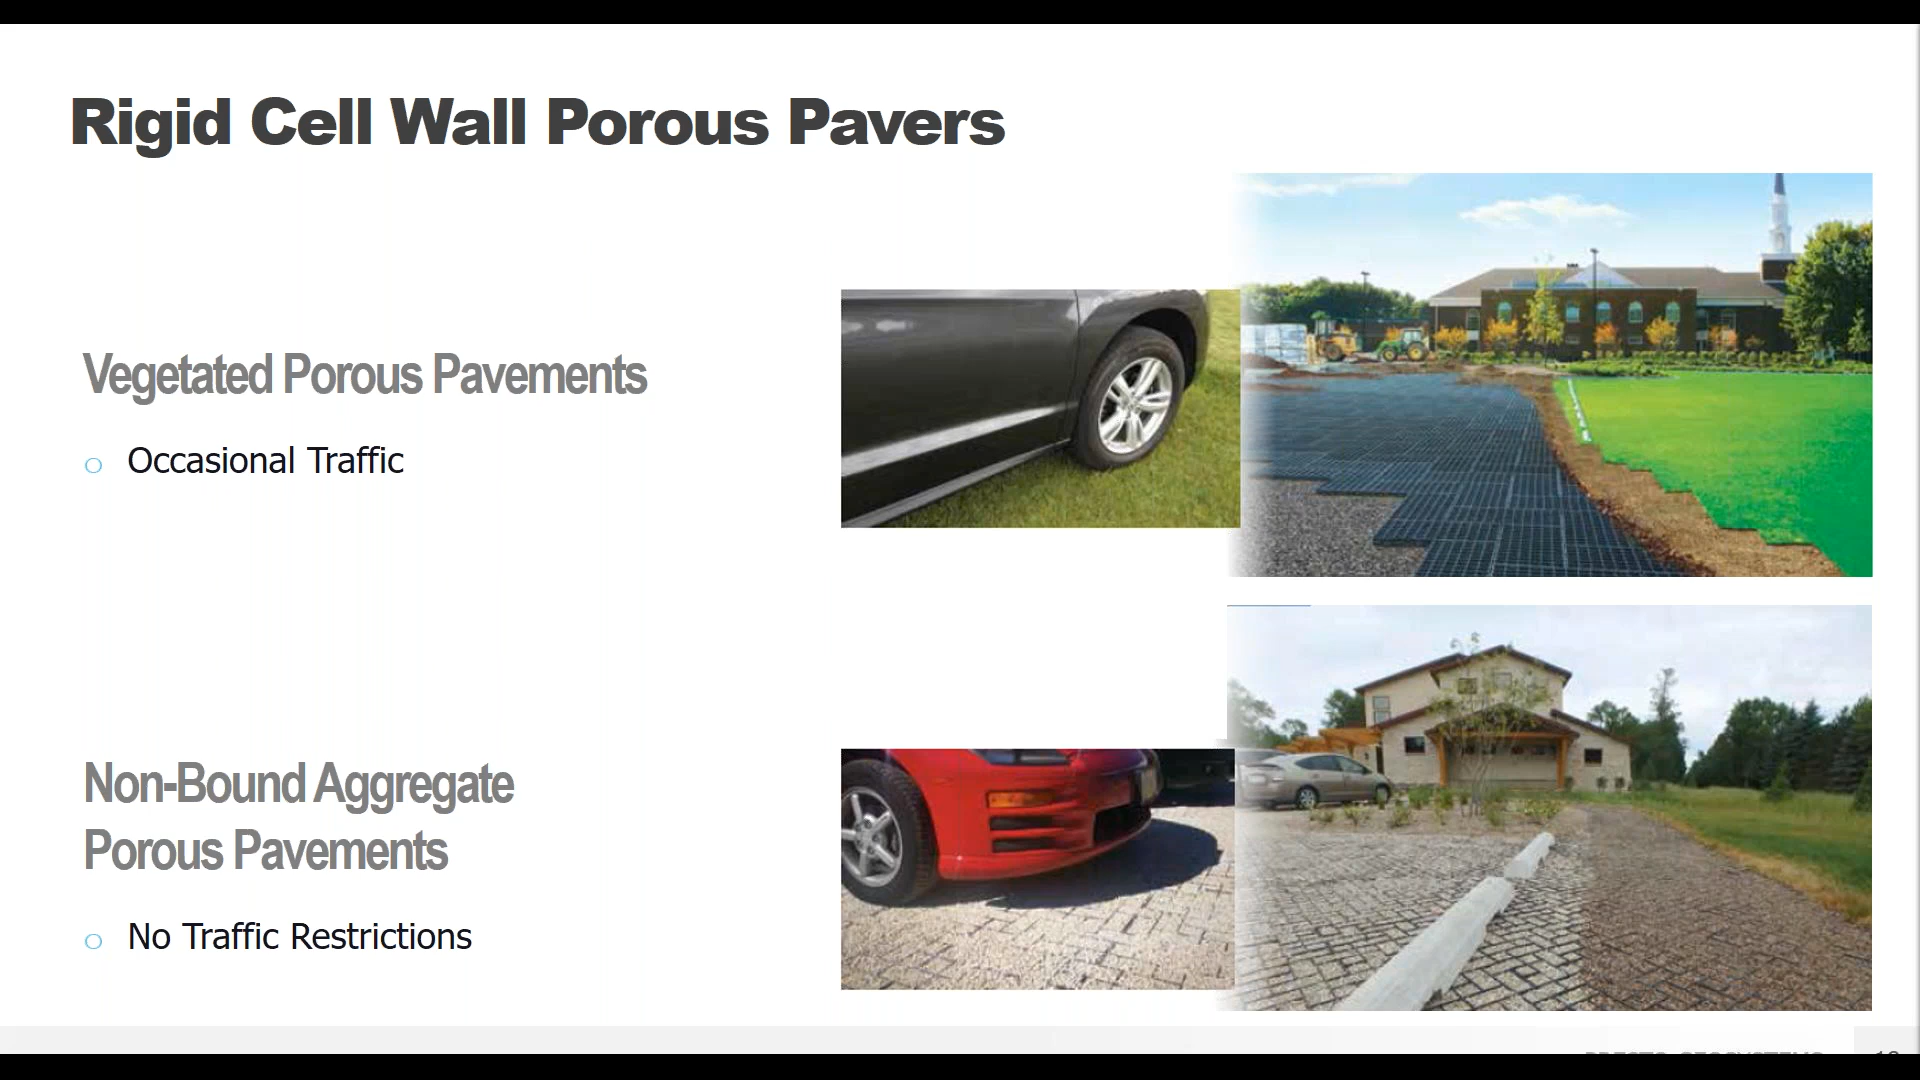 Rigid Cell Wall Porous Pavers
Vegetated Porous Pavements
Occasional Traffic
Non-Bound Aggregate
Porous Pavements
No Traffic Restrictions